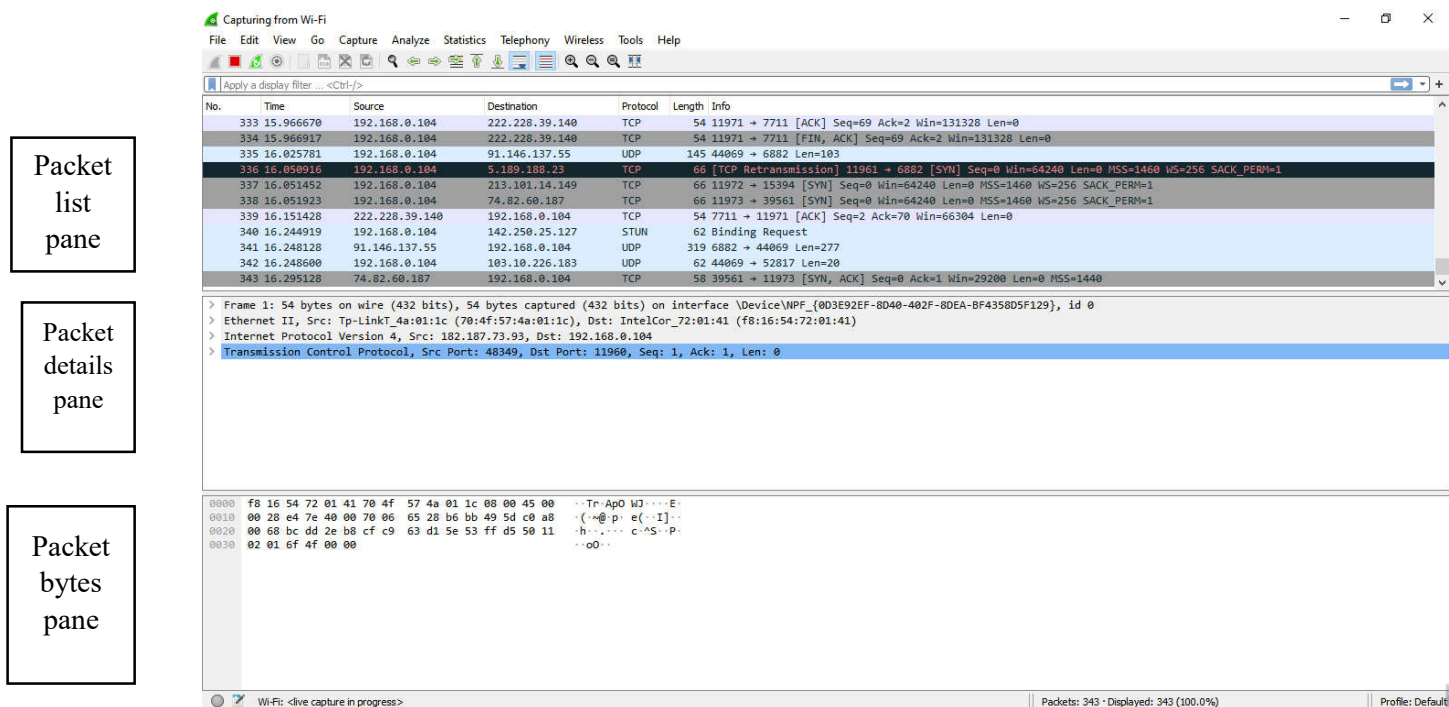 Capturing from Wi-Fi
File Edit View Go Capture Analyze Statistics Telephony Wireless Tools Help
Apply a display filter ... <Ctrl-/>
No. Time Source Destination Protocol Length Info
333 15.966670 192.168.0.104 222.228.39.140 TCP 54 11971 → 7711 [ACK] Seq=69 Ack=2 Win=131328 Len=0
334 15.966917 192.168.0.104 222.228.39.140 TCP 54 11971 → 7711 [FIN, ACK] Seq=69 Ack=2 Win=131328 Len=0
335 16.025781 192.168.0.104 91.146.137.55 UDP 145 44069 → 6882 Len=103
336 16.050916 192.168.0.104 5.189.188.23 TCP 66 [TCP Retransmission] 11961 → 6882 [SYN] Seq=0 Win=64240 Len=0 MSS=1460 WS=256 SACK_PERM=1
337 16.051452 192.168.0.104 213.101.14.149 TCP 66 11972 → 15394 [SYN] Seq=0 Win=64240 Len=0 MSS=1460 WS=256 SACK_PERM=1
338 16.051923 192.168.0.104 74.82.60.187 TCP 66 11973 → 39561 [SYN] Seq=0 Win=64240 Len=0 MSS=1460 WS=256 SACK_PERM=1
339 16.151428 222.228.39.140 192.168.0.104 TCP 54 7711 → 11971 [ACK] Seq=2 Ack=70 Win=66304 Len=0
340 16.244919 192.168.0.104 142.250.25.127 STUN 62 Binding Request
341 16.248128 91.146.137.55 192.168.0.104 UDP 319 6882 → 44069 Len=277
342 16.248600 192.168.0.104 103.10.226.183 UDP 62 44069 → 52817 Len=20
343 16.295128 74.82.60.187 192.168.0.104 TCP 58 39561 → 11973 [SYN, ACK] Seq=0 Ack=1 Win=29200 Len=0 MSS=1440
Packet
list
pane
> Frame 1: 54 bytes on wire (432 bits), 54 bytes captured (432 bits) on interface \Device\NPF_{0D3E92EF-8D40-402F-8DEA-BF4358D5F129}, id 0
> Ethernet II, Src: Tp-LinkT_4a:01:1c (70:4f:57:4a:01:1c), Dst: IntelCor_72:01:41 (f8:16:54:72:01:41)
> Internet Protocol Version 4, Src: 182.187.73.93, Dst: 192.168.0.104
> Transmission Control Protocol, Src Port: 48349, Dst Port: 11960, Seq: 1, Ack: 1, Len: 0
Packet
details
pane
0000 f8 16 54 72 01 41 70 4f 57 4a 01 1c 08 00 45 00 ··Tr·ApO WJ····E·
0010 00 28 e4 7e 40 00 70 06 65 28 b6 bb 49 5d c0 a8 ·(·~@·p· e(··I]··
0020 00 68 bc dd 2e b8 cf c9 63 d1 5e 53 ff d5 50 11 ·h··.··· c·^S··P·
0030 02 01 6f 4f 00 00 ··oO··
Packet
bytes
pane
Wi-Fi: <live capture in progress> Packets: 343 · Displayed: 343 (100.0%) Profile: Default